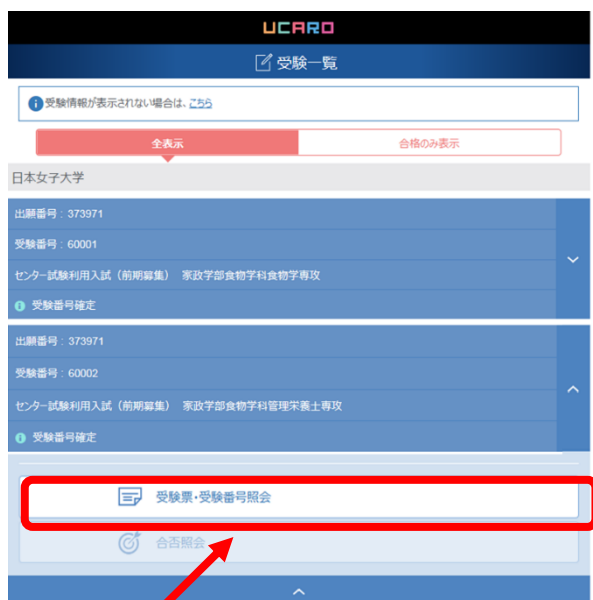 UCARO
受験一覧
受験情報が表示されない場合は、こちら
全表示 合格のみ表示
日本女子大学
出願番号：373971
受験番号：60001
センター試験利用入試（前期募集） 家政学部食物学科食物学専攻
受験番号確定
出願番号：373971
受験番号：60002
センター試験利用入試（前期募集） 家政学部食物学科管理栄養士専攻
受験番号確定
受験票・受験番号照会
合否照会